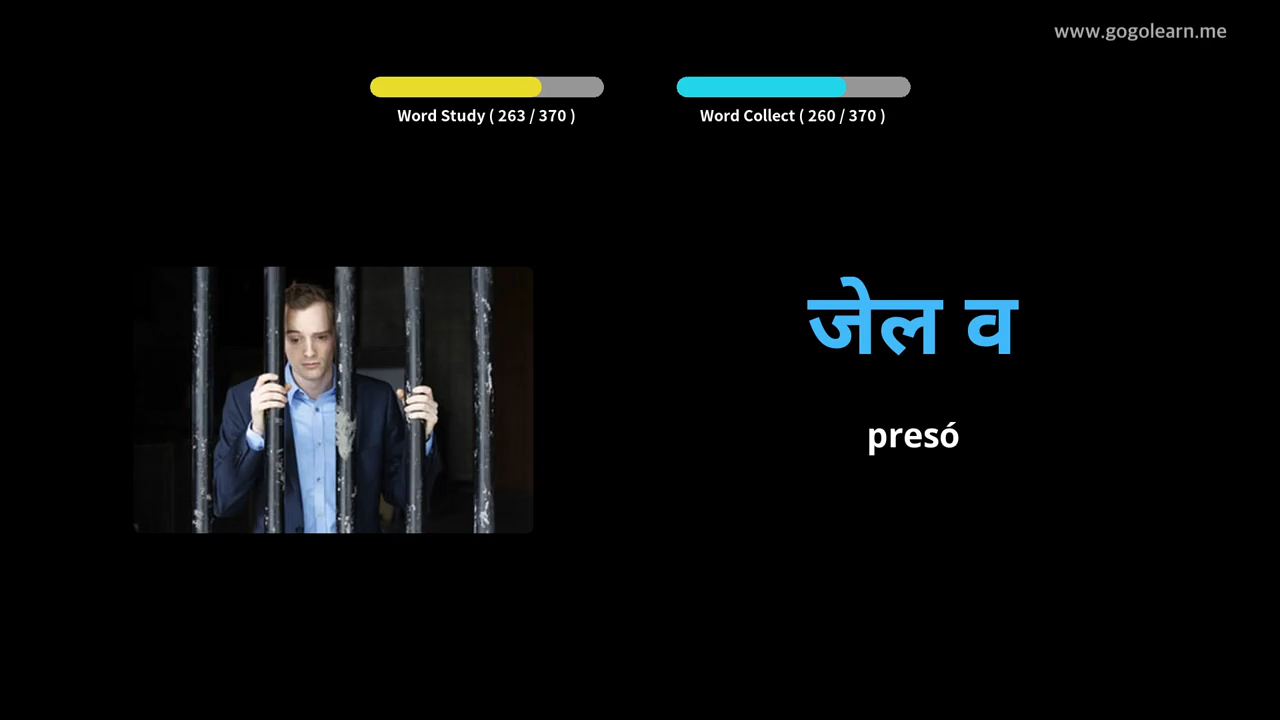 www.gogolearn.me
Word Study ( 263 / 370 )
Word Collect ( 260 / 370 )
जेल व
presó